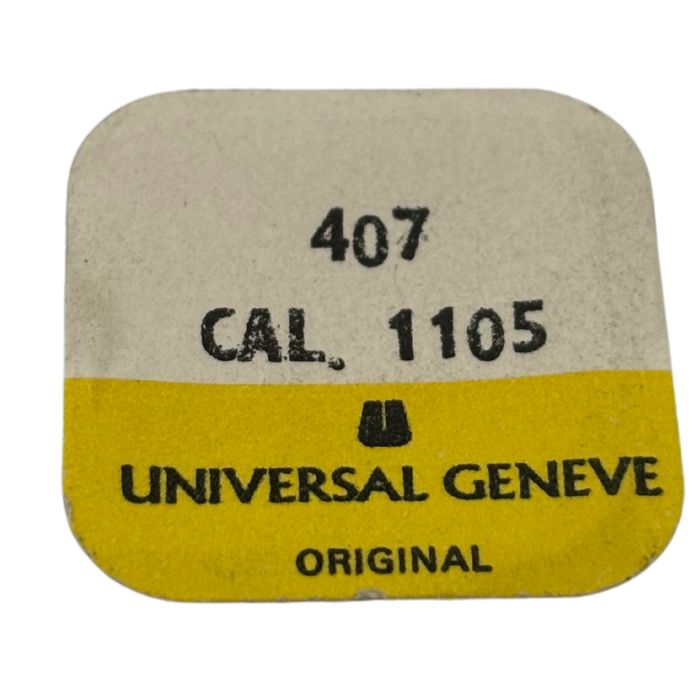 407
CAL. 1105
UNIVERSAL GENEVE
ORIGINAL